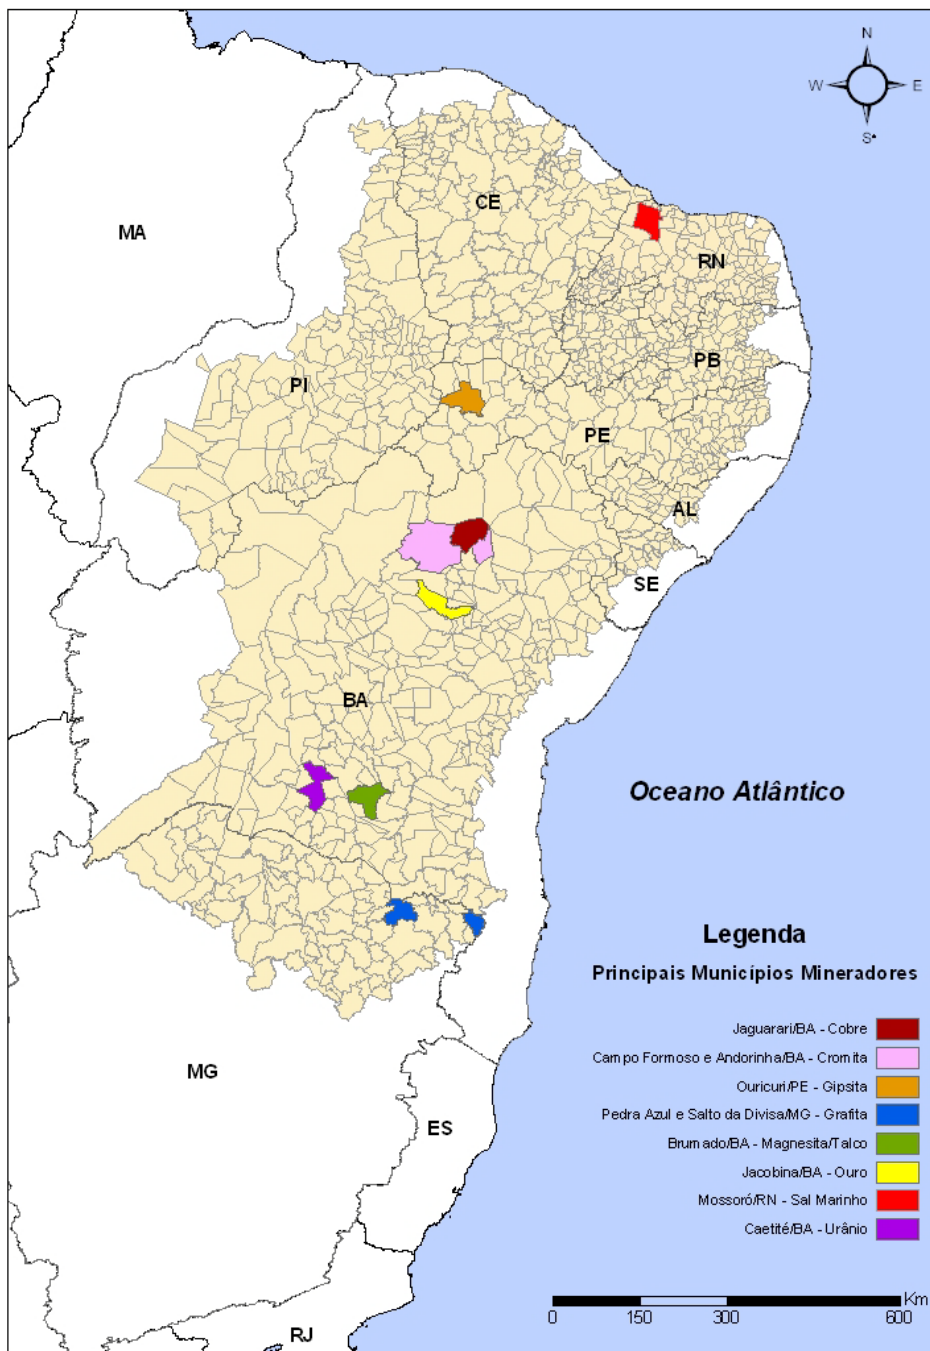 N
W
E
S
CE
MA
RN
PB
PI
PE
AL
SE
BA
Oceano Atlântico
Legenda
Principais Municípios Mineradores
Jaguarari/BA - Cobre
Campo Formoso e Andorinha/BA - Cromita
Ouricuri/PE - Gipsita
MG
Pedra Azul e Salto da Divisa/MG - Grafita
ES
Brumado/BA - Magnesita/Talco
Jacobina/BA - Ouro
Mossoró/RN - Sal Marinho
Caetité/BA - Urânio
Km
0 150 300 600
RJ